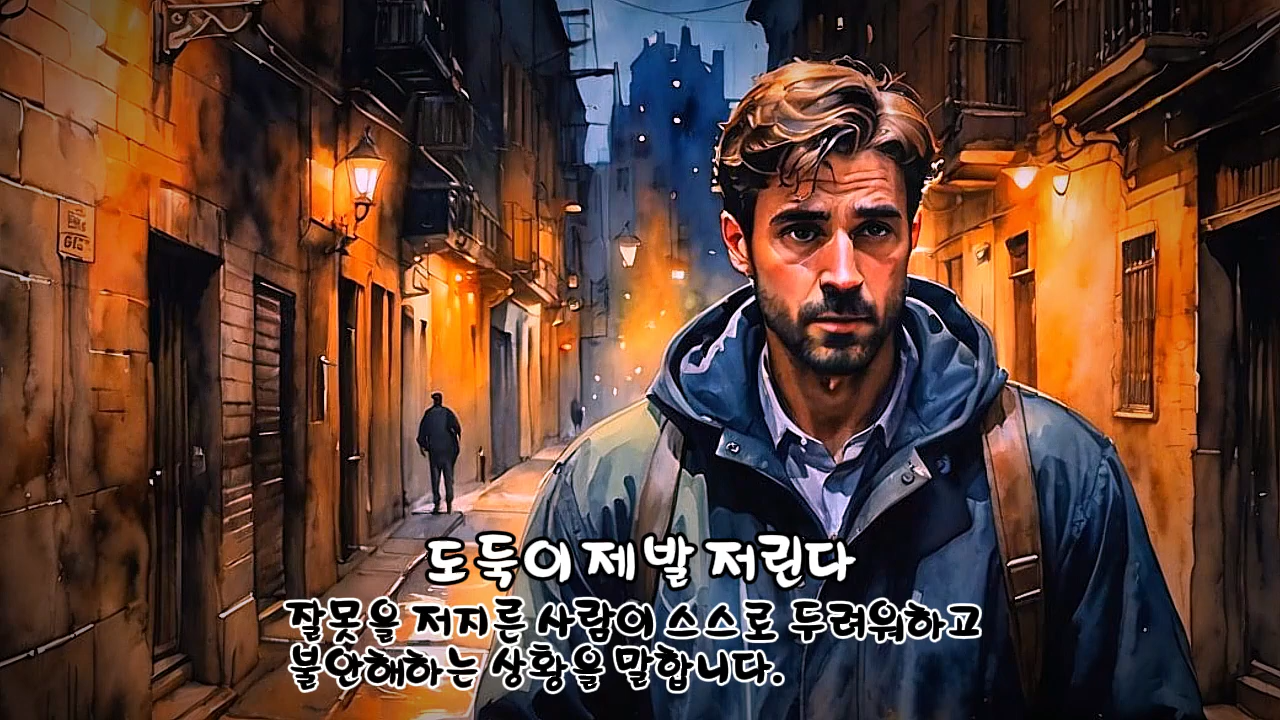 도둑이 제 발 저린다
잘못을 저지른 사람이 스스로 두려워하고
불안해하는 상황을 말합니다.